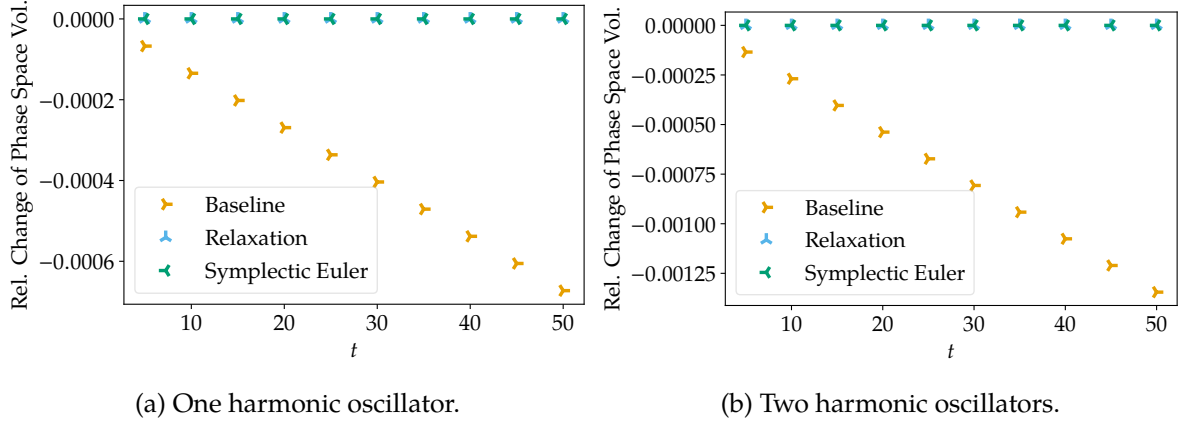 Rel. Change of Phase Space Vol.
0.0000
−0.0002
−0.0004
−0.0006
Baseline
Relaxation
Symplectic Euler
10 20 30 40 50
t
(a) One harmonic oscillator.
Rel. Change of Phase Space Vol.
0.00000
−0.00025
−0.00050
−0.00075
−0.00100
−0.00125
Baseline
Relaxation
Symplectic Euler
10 20 30 40 50
t
(b) Two harmonic oscillators.